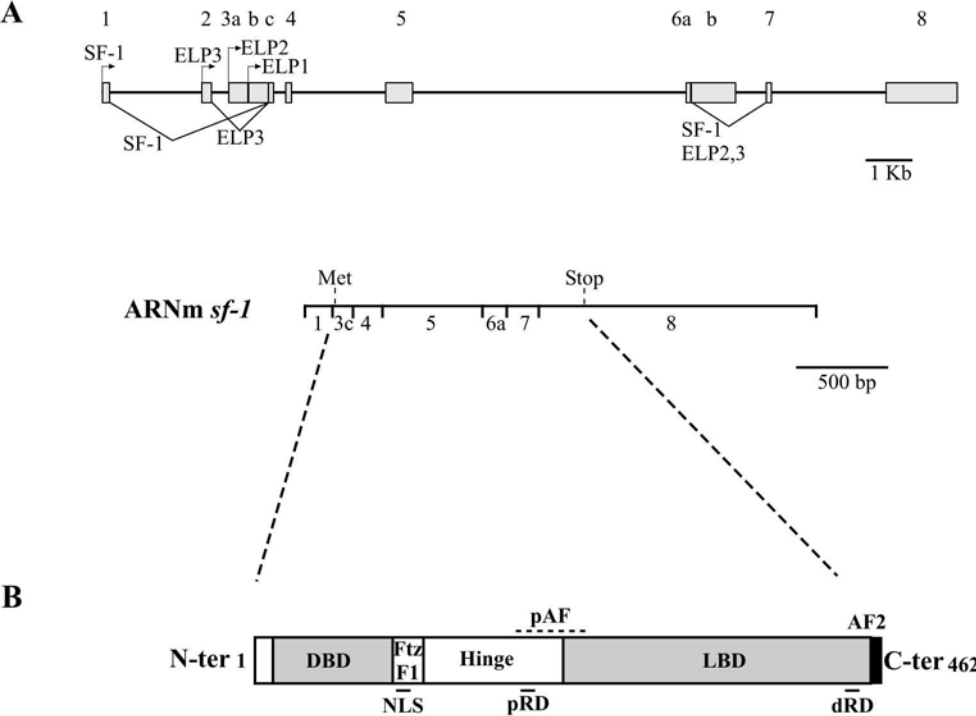 A
1 2 3a b c 4 5 6a b 7 8
SF-1 ELP3 ELP2
ELP1
SF-1 ELP3 SF-1
ELP2,3
1 Kb
Met Stop
ARNm sf-1
1 3c 4 5 6a 7 8
500 bp
B
pAF AF2
N-ter 1 DBD Ftz F1 Hinge LBD C-ter 462
NLS pRD dRD